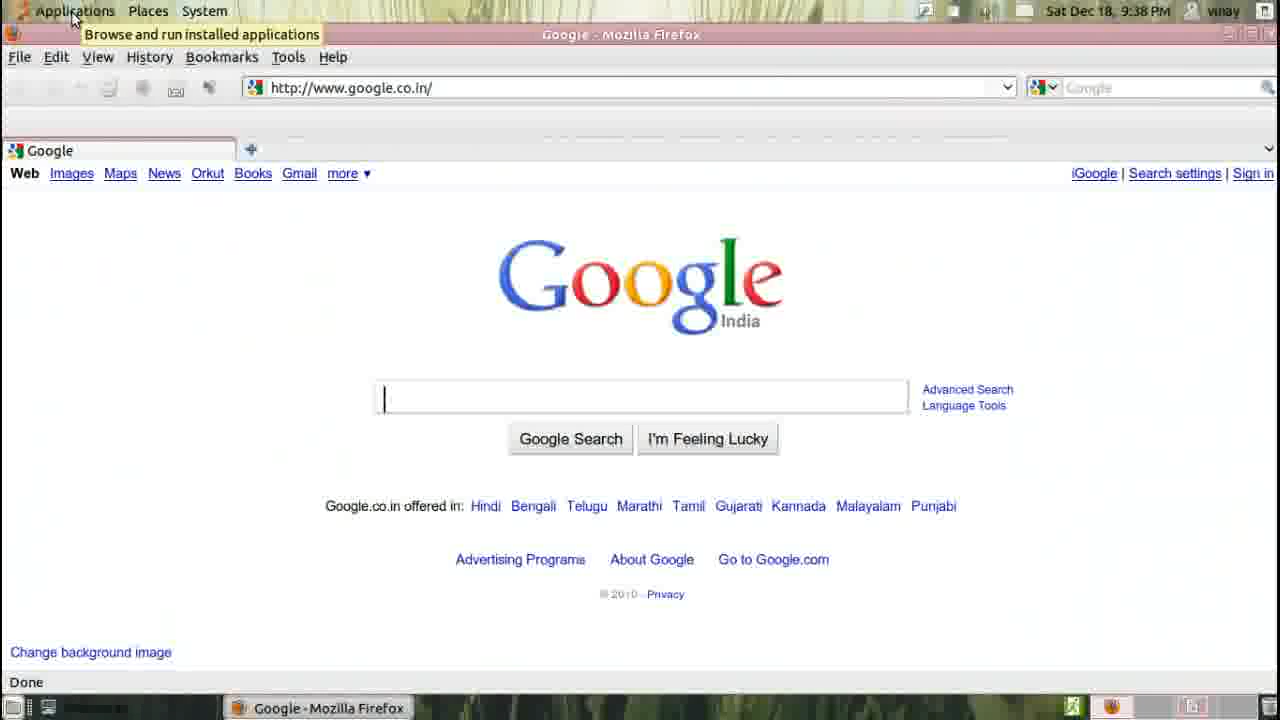 Applications Places System Sat Dec 18, 9:38 PM vinay
Browse and run installed applications
Google - Mozilla Firefox
File Edit View History Bookmarks Tools Help
http://www.google.co.in/ Google
Google
Web Images Maps News Orkut Books Gmail more ▾ iGoogle | Search settings | Sign in
Google
India
Advanced Search
Language Tools
Google Search I'm Feeling Lucky
Google.co.in offered in: Hindi Bengali Telugu Marathi Tamil Gujarati Kannada Malayalam Punjabi
Advertising Programs About Google Go to Google.com
© 2010 - Privacy
Change background image
Done
Google - Mozilla Firefox